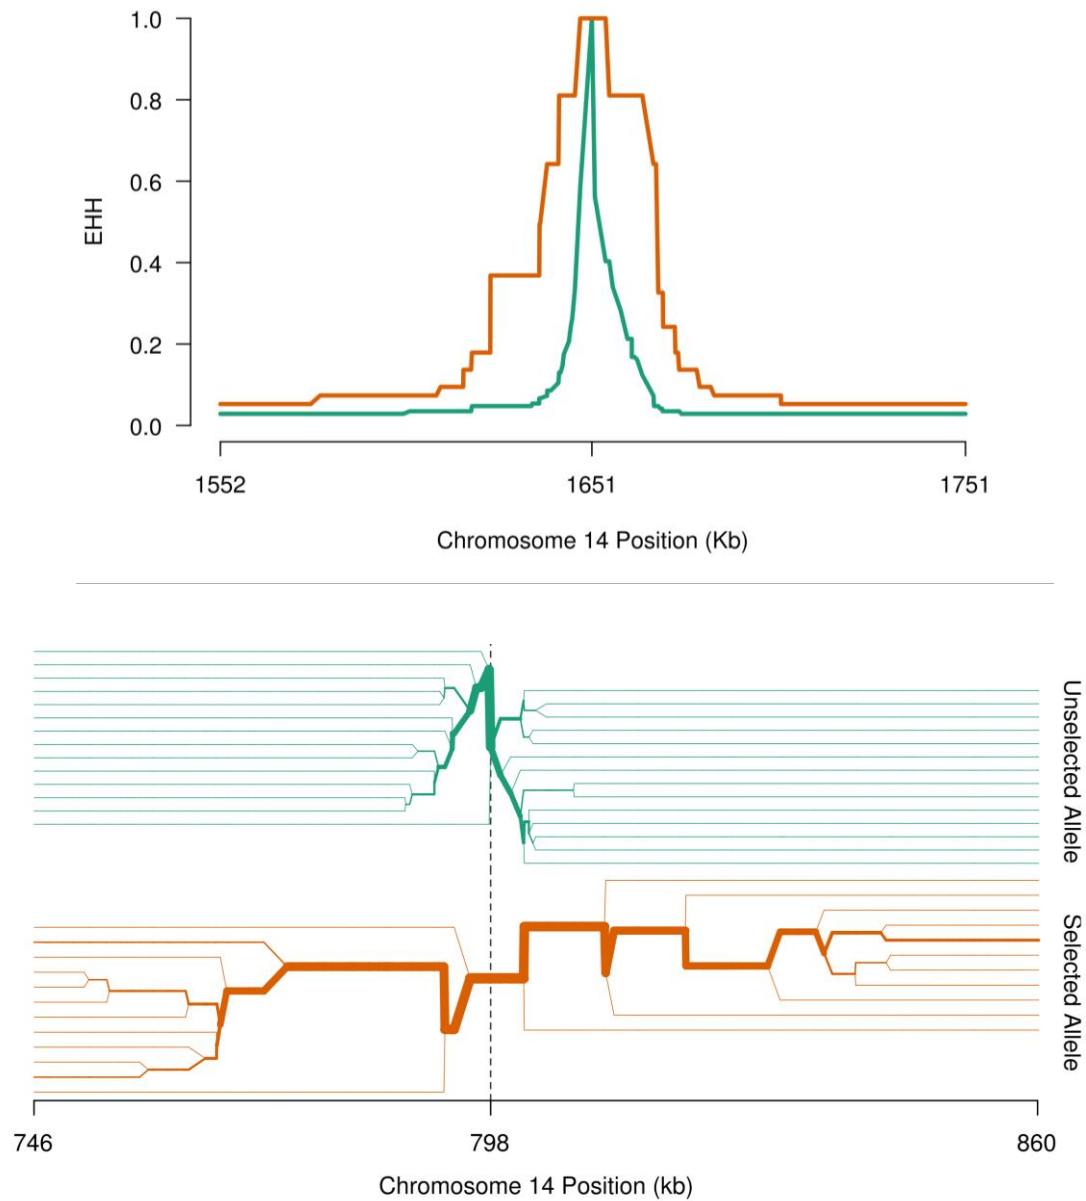 1.0
0.8
0.6
0.4
0.2
0.0
EHH
1552 1651 1751
Chromosome 14 Position (Kb)
Unselected Allele
Selected Allele
746 798 860
Chromosome 14 Position (kb)